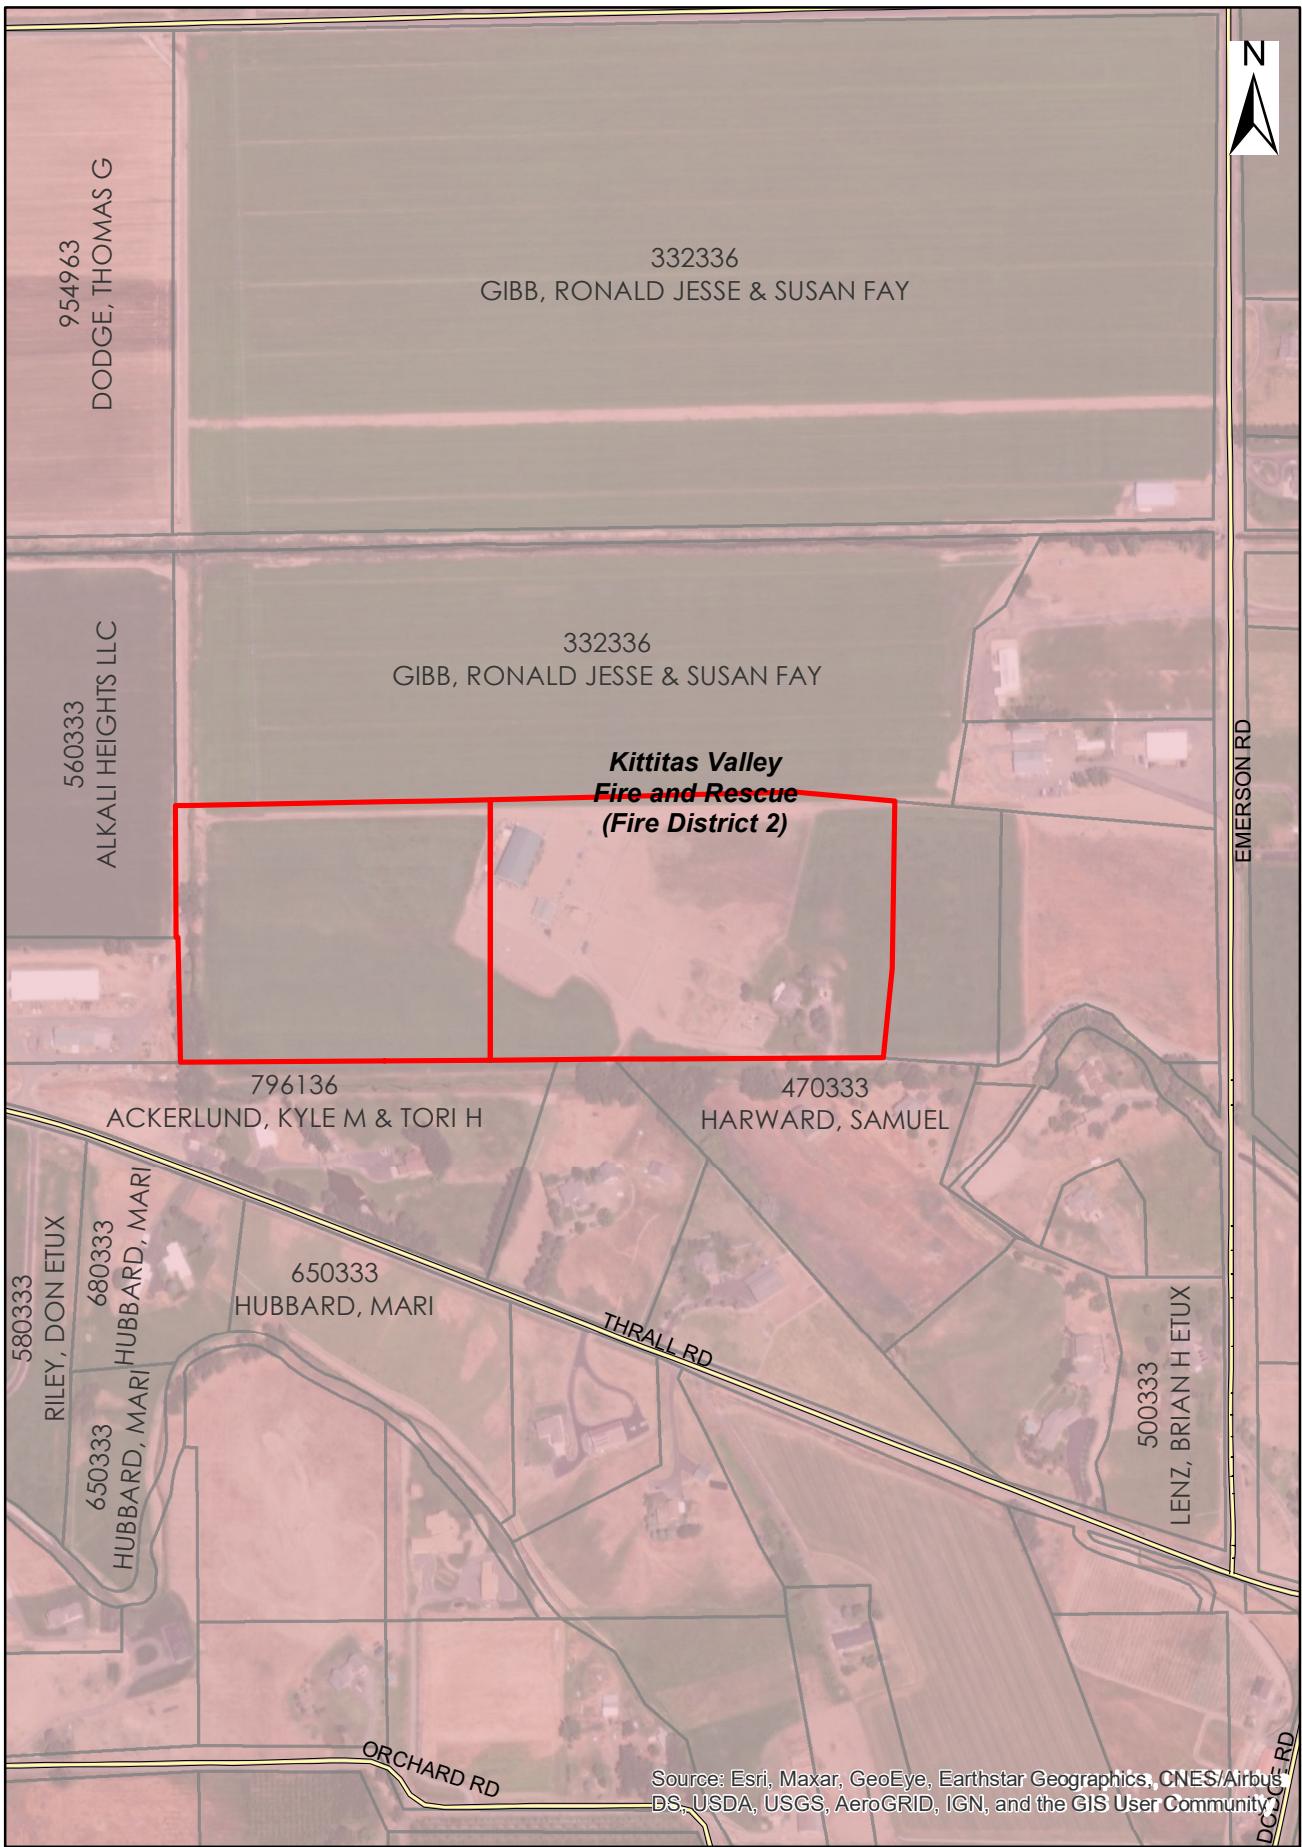 N
954963
DODGE, THOMAS G
332336
GIBB, RONALD JESSE & SUSAN FAY
560333
ALKALI HEIGHTS LLC
332336
GIBB, RONALD JESSE & SUSAN FAY
Kittitas Valley
Fire and Rescue
(Fire District 2)
EMERSON RD
796136
ACKERLUND, KYLE M & TORI H
470333
HARWARD, SAMUEL
580333
RILEY, DON ETUX
680333
HUBBARD, MARI
650333
HUBBARD, MARI
650333
HUBBARD, MARI
THRALL RD
500333
LENZ, BRIAN H ETUX
ORCHARD RD
DODGE RD
Source: Esri, Maxar, GeoEye, Earthstar Geographics, CNES/Airbus
DS, USDA, USGS, AeroGRID, IGN, and the GIS User Community